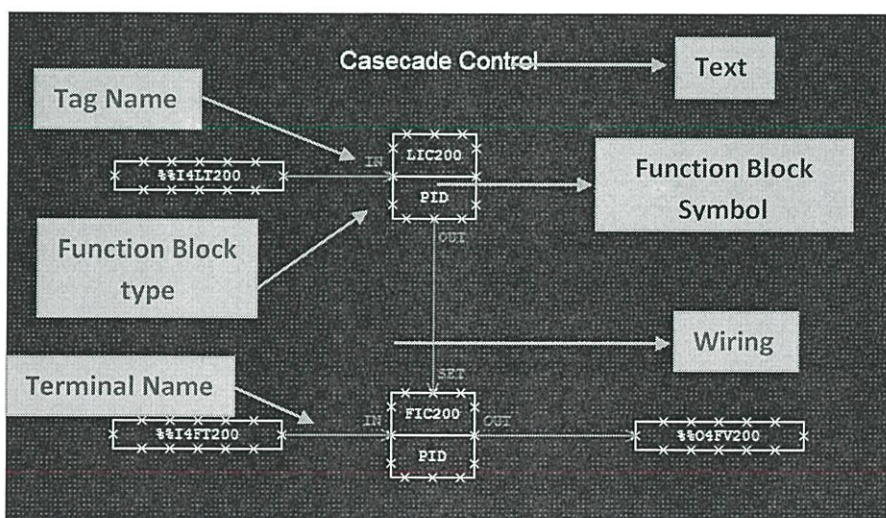 Casecade Control
Text
Tag Name
IN
LIC200
%%I4LT200
PID
Function Block
Symbol
OUT
Function Block
type
Wiring
SET
Terminal Name
IN
FIC200
OUT
%%I4FT200
%%O4FV200
PID